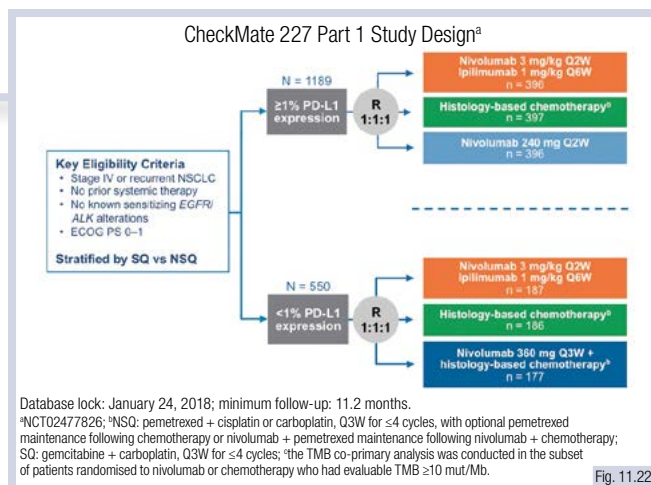 CheckMate 227 Part 1 Study Designᵃ
N = 1189
≥1% PD-L1
expression
R
1:1:1
Nivolumab 3 mg/kg Q2W
Ipilimumab 1 mg/kg Q6W
n = 396
Histology-based chemotherapyᵇ
n = 397
Nivolumab 240 mg Q2W
n = 396
Key Eligibility Criteria
• Stage IV or recurrent NSCLC
• No prior systemic therapy
• No known sensitizing EGFR/
ALK alterations
• ECOG PS 0–1
Stratified by SQ vs NSQ
N = 550
<1% PD-L1
expression
R
1:1:1
Nivolumab 3 mg/kg Q2W
Ipilimumab 1 mg/kg Q6W
n = 187
Histology-based chemotherapyᵇ
n = 186
Nivolumab 360 mg Q3W +
histology-based chemotherapyᵇ
n = 177
Database lock: January 24, 2018; minimum follow-up: 11.2 months.
ᵃNCT02477826; ᵇNSQ: pemetrexed + cisplatin or carboplatin, Q3W for ≤4 cycles, with optional pemetrexed
maintenance following chemotherapy or nivolumab + pemetrexed maintenance following nivolumab + chemotherapy;
SQ: gemcitabine + carboplatin, Q3W for ≤4 cycles; ᶜthe TMB co-primary analysis was conducted in the subset
of patients randomised to nivolumab or chemotherapy who had evaluable TMB ≥10 mut/Mb.
Fig. 11.22